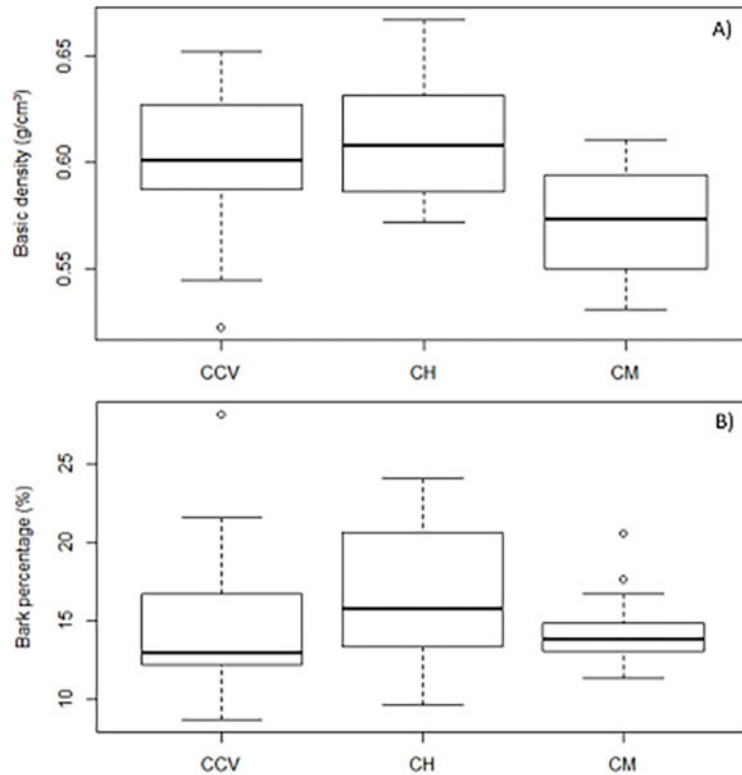 A)
Basic density (g/cm³)
0.65
0.60
0.55
CCV CH CM
B)
Bark percentage (%)
25
20
15
10
CCV CH CM